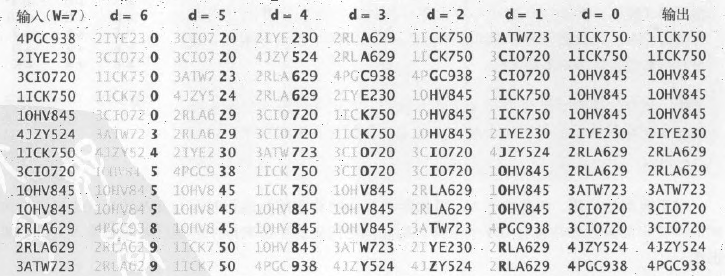 输入(W=7) d = 6 d = 5 d = 4 d = 3 d = 2 d = 1 d = 0 输出
4PGC938 2IYE230 3CIO720 2IYE230 2RLA629 1ICK750 3ATW723 1ICK750 1ICK750
2IYE230 3CIO720 3CIO720 4JZY524 2RLA629 1ICK750 3CIO720 1ICK750 1ICK750
3CIO720 1ICK750 3ATW723 2RLA629 4PGC938 4PGC938 3CIO720 1OHV845 1OHV845
1ICK750 1ICK750 4JZY524 2RLA629 2IYE230 1OHV845 1ICK750 1OHV845 1OHV845
1OHV845 3CIO720 2RLA629 3CIO720 1ICK750 1OHV845 1ICK750 1OHV845 1OHV845
4JZY524 3ATW723 2RLA629 3CIO720 1ICK750 1OHV845 2IYE230 2IYE230 2IYE230
1ICK750 4JZY524 2IYE230 3ATW723 3CIO720 3CIO720 4JZY524 2RLA629 2RLA629
3CIO720 1OHV845 4PGC938 1ICK750 3CIO720 3CIO720 1OHV845 2RLA629 2RLA629
1OHV845 1OHV845 1OHV845 1ICK750 1OHV845 2RLA629 1OHV845 3ATW723 3ATW723
1OHV845 1OHV845 1OHV845 1OHV845 1OHV845 2RLA629 1OHV845 3CIO720 3CIO720
2RLA629 4PGC938 1OHV845 1OHV845 1OHV845 3ATW723 4PGC938 3CIO720 3CIO720
2RLA629 2RLA629 1ICK750 1OHV845 3ATW723 2IYE230 2RLA629 4JZY524 4JZY524
3ATW723 2RLA629 1ICK750 4PGC938 4JZY524 4JZY524 2RLA629 4PGC938 4PGC938